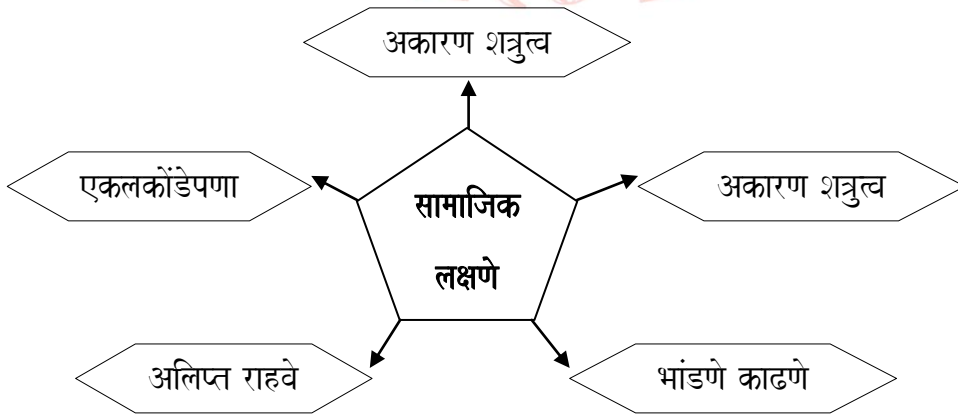 अकारण शत्रुत्व
एकलकोंडेपणा
सामाजिक
लक्षणे
अकारण शत्रुत्व
अलिप्त राहवे
भांडणे काढणे